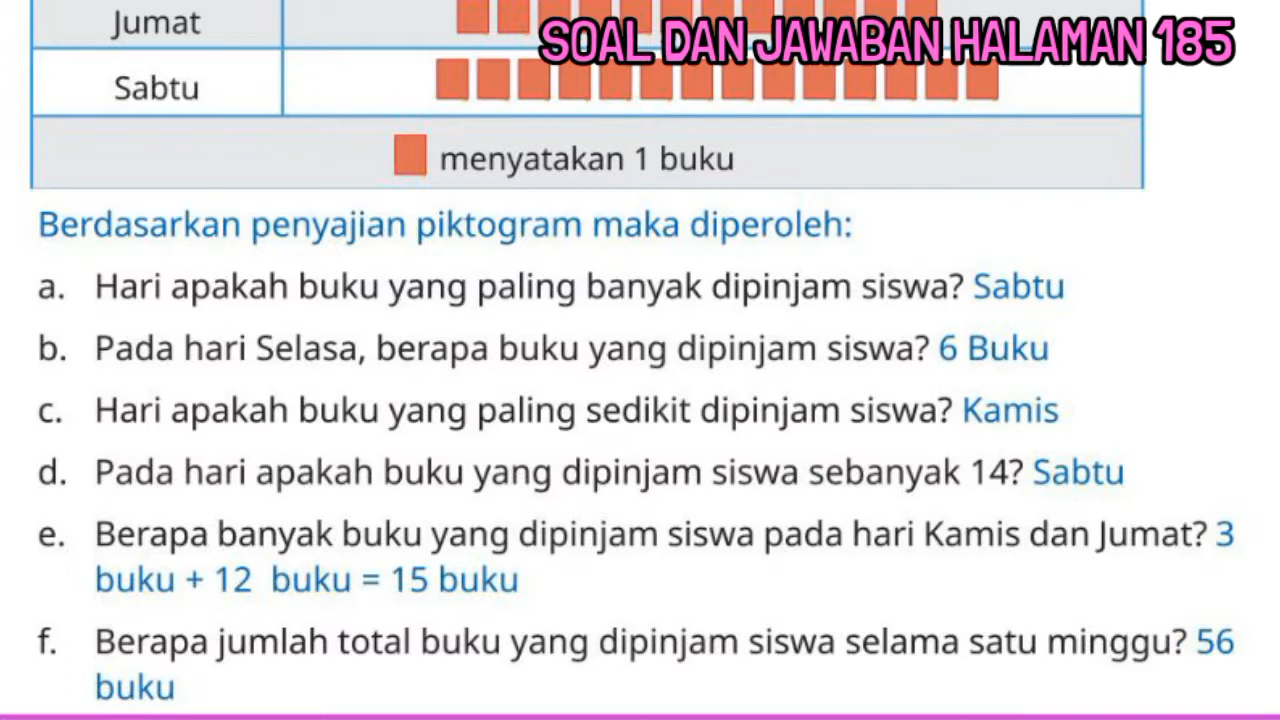 Jumat
SOAL DAN JAWABAN HALAMAN 185
Sabtu
menyatakan 1 buku
Berdasarkan penyajian piktogram maka diperoleh:
a. Hari apakah buku yang paling banyak dipinjam siswa? Sabtu
b. Pada hari Selasa, berapa buku yang dipinjam siswa? 6 Buku
c. Hari apakah buku yang paling sedikit dipinjam siswa? Kamis
d. Pada hari apakah buku yang dipinjam siswa sebanyak 14? Sabtu
e. Berapa banyak buku yang dipinjam siswa pada hari Kamis dan Jumat? 3
buku + 12 buku = 15 buku
f. Berapa jumlah total buku yang dipinjam siswa selama satu minggu? 56
buku